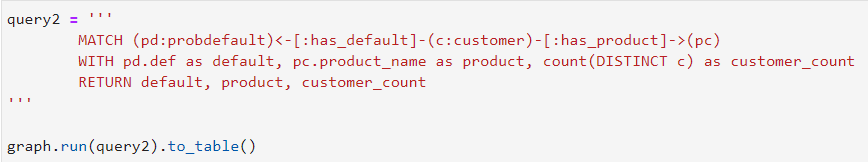 query2 = '''
MATCH (pd:probdefault)<-[:has_default]-(c:customer)-[:has_product]->(pc)
WITH pd.def as default, pc.product_name as product, count(DISTINCT c) as customer_count
RETURN default, product, customer_count
'''
graph.run(query2).to_table()